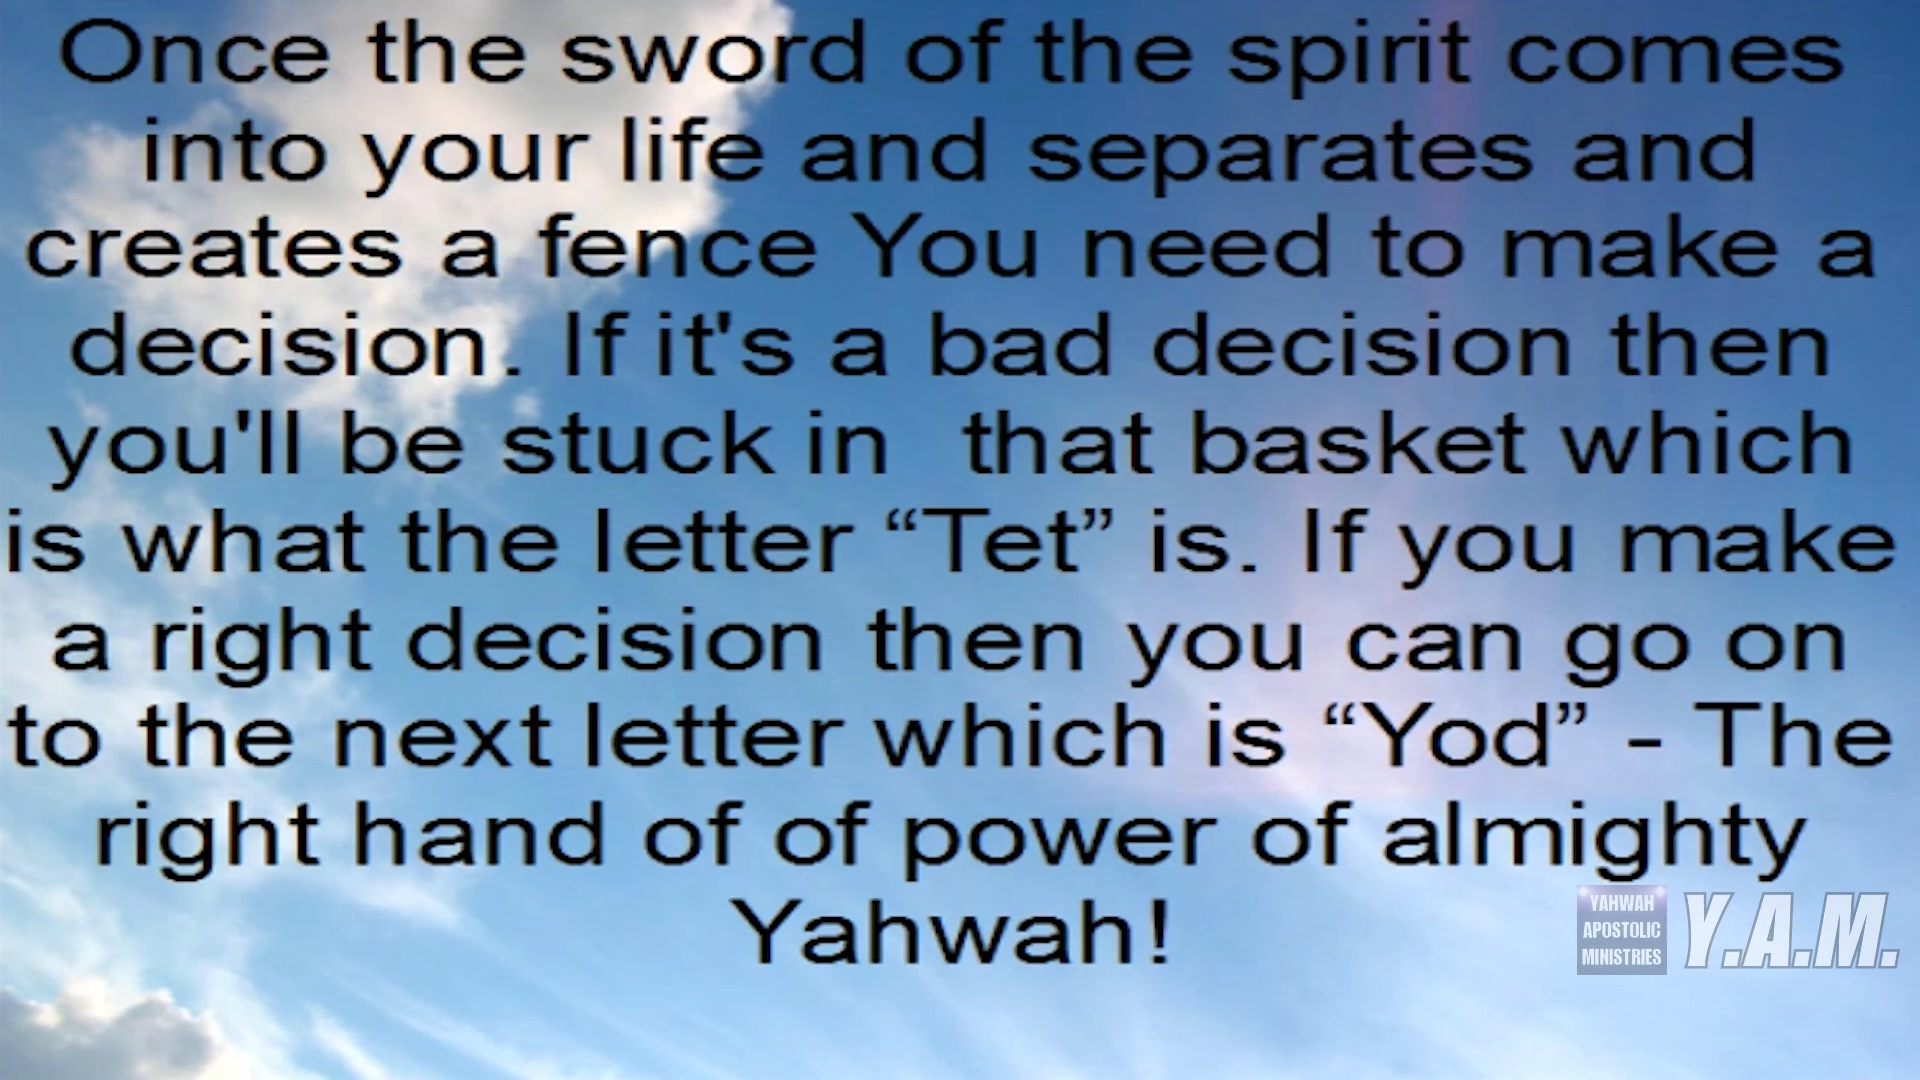 Once the sword of the spirit comes
into your life and separates and
creates a fence You need to make a
decision. If it's a bad decision then
you'll be stuck in  that basket which
is what the letter “Tet” is. If you make
a right decision then you can go on
to the next letter which is “Yod” - The
right hand of of power of almighty
Yahwah!
YAHWAH
APOSTOLIC
MINISTRIES
Y.A.M.